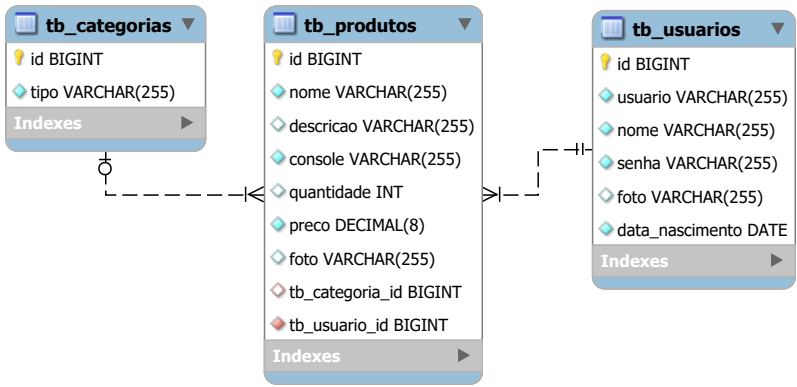 tb_categorias
id BIGINT
tipo VARCHAR(255)
Indexes
tb_produtos
id BIGINT
nome VARCHAR(255)
descricao VARCHAR(255)
console VARCHAR(255)
quantidade INT
preco DECIMAL(8)
foto VARCHAR(255)
tb_categoria_id BIGINT
tb_usuario_id BIGINT
Indexes
tb_usuarios
id BIGINT
usuario VARCHAR(255)
nome VARCHAR(255)
senha VARCHAR(255)
foto VARCHAR(255)
data_nascimento DATE
Indexes